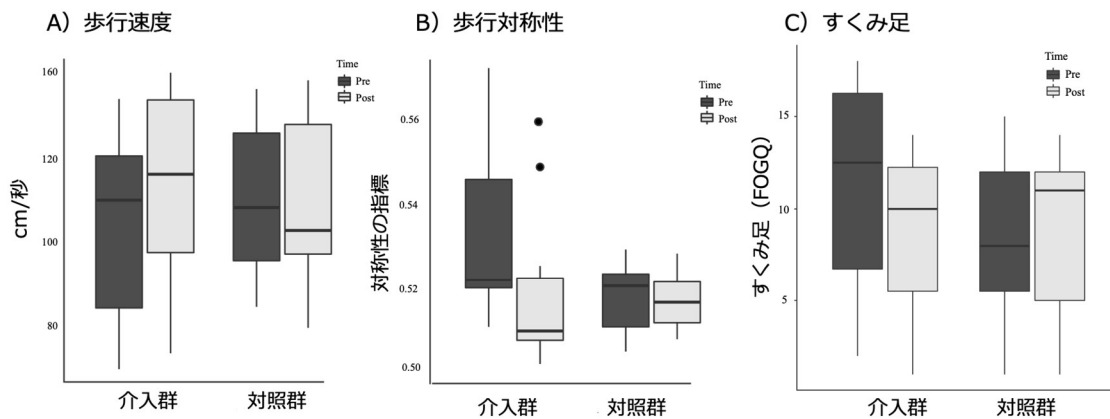 A）歩行速度
160
120
100
80
cm/秒
Time
Pre
Post
介入群
対照群
B）歩行対称性
0.56
0.54
0.52
0.50
対称性の指標
Time
Pre
Post
介入群
対照群
C）すくみ足
15
10
5
すくみ足（FOGQ）
Time
Pre
Post
介入群
対照群